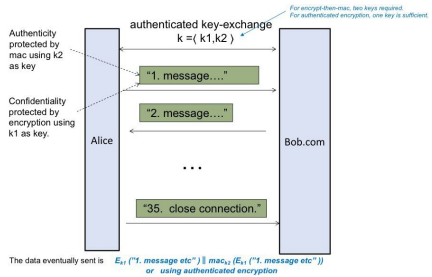 authenticated key-exchange
k =( k1,k2 )
For encrypt-then-mac, two keys required.
For authenticated encryption, one key is sufficient.
Authenticity
protected by
mac using k2
as key
Confidentiality
protected by
encryption using
k1 as key.
Alice
Bob.com
“1. message….”
“2. message….”
...
“35. close connection.”
The data eventually sent is Ek1 ("1. message etc" ) ‖ mack2 (Ek1 ("1. message etc" ))
or using authenticated encryption